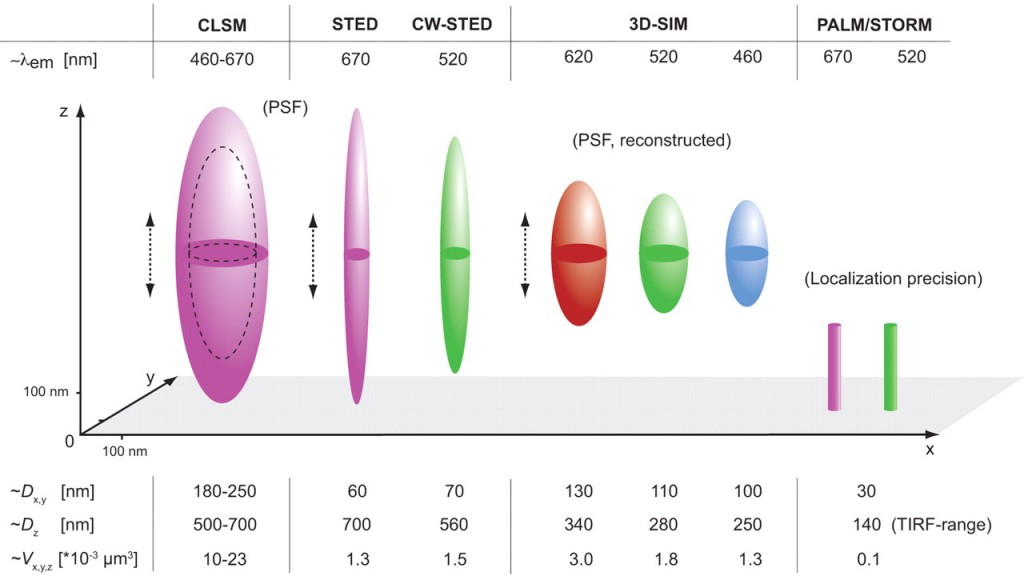 CLSM STED CW-STED 3D-SIM PALM/STORM
~λem [nm] 460-670 670 520 620 520 460 670 520
z
(PSF)
(PSF, reconstructed)
(Localization precision)
y
100 nm
0
100 nm
x
~Dx,y [nm] 180-250 60 70 130 110 100 30
~Dz [nm] 500-700 700 560 340 280 250 140 (TIRF-range)
~Vx,y,z [*10-3 µm3] 10-23 1.3 1.5 3.0 1.8 1.3 0.1